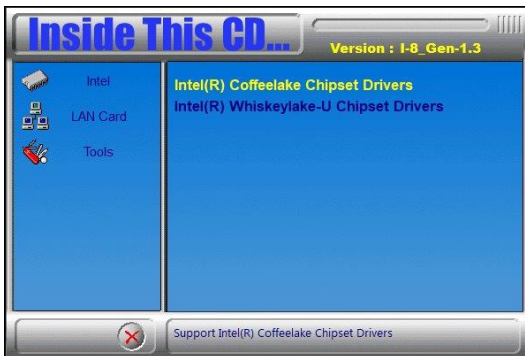 Inside This CD...
Version : I-8_Gen-1.3
Intel
LAN Card
Tools
Intel(R) Coffeelake Chipset Drivers
Intel(R) Whiskeylake-U Chipset Drivers
Support Intel(R) Coffeelake Chipset Drivers